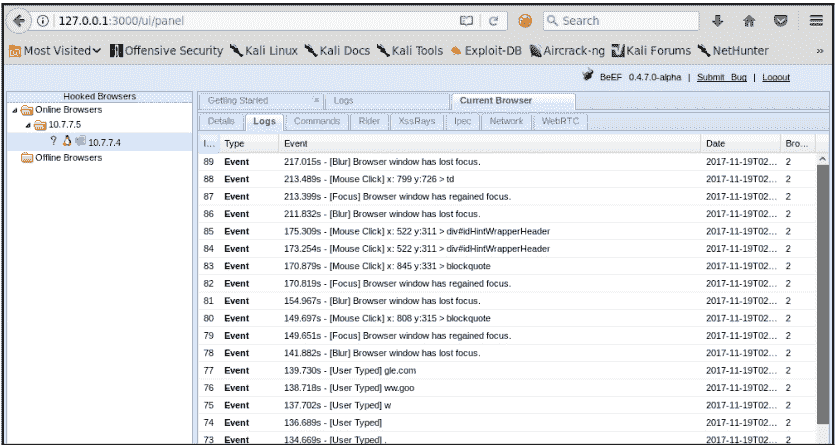 127.0.0.1:3000/ui/panel
Search
Most Visited
Offensive Security
Kali Linux
Kali Docs
Kali Tools
Exploit-DB
Aircrack-ng
Kali Forums
NetHunter
»
BeEF 0.4.7.0-alpha | Submit Bug | Logout
Hooked Browsers
Online Browsers
10.7.7.5
? 10.7.7.4
Offline Browsers
Getting Started
Logs
Current Browser
Details
Logs
Commands
Rider
XssRays
Ipec
Network
WebRTC
I... Type Event Date Bro...
89 Event 217.015s - [Blur] Browser window has lost focus. 2017-11-19T02... 2
88 Event 213.489s - [Mouse Click] x: 799 y:726 > td 2017-11-19T02... 2
87 Event 213.399s - [Focus] Browser window has regained focus. 2017-11-19T02... 2
86 Event 211.832s - [Blur] Browser window has lost focus. 2017-11-19T02... 2
85 Event 175.309s - [Mouse Click] x: 522 y:311 > div#idHintWrapperHeader 2017-11-19T02... 2
84 Event 173.254s - [Mouse Click] x: 522 y:311 > div#idHintWrapperHeader 2017-11-19T02... 2
83 Event 170.879s - [Mouse Click] x: 845 y:331 > blockquote 2017-11-19T02... 2
82 Event 170.819s - [Focus] Browser window has regained focus. 2017-11-19T02... 2
81 Event 154.967s - [Blur] Browser window has lost focus. 2017-11-19T02... 2
80 Event 149.697s - [Mouse Click] x: 808 y:315 > blockquote 2017-11-19T02... 2
79 Event 149.651s - [Focus] Browser window has regained focus. 2017-11-19T02... 2
78 Event 141.882s - [Blur] Browser window has lost focus. 2017-11-19T02... 2
77 Event 139.730s - [User Typed] gle.com 2017-11-19T02... 2
76 Event 138.718s - [User Typed] ww.goo 2017-11-19T02... 2
75 Event 137.702s - [User Typed] w 2017-11-19T02... 2
74 Event 136.689s - [User Typed] 2017-11-19T02... 2
73 Event 134.669s - [User Typed] . 2017-11-19T02... 2